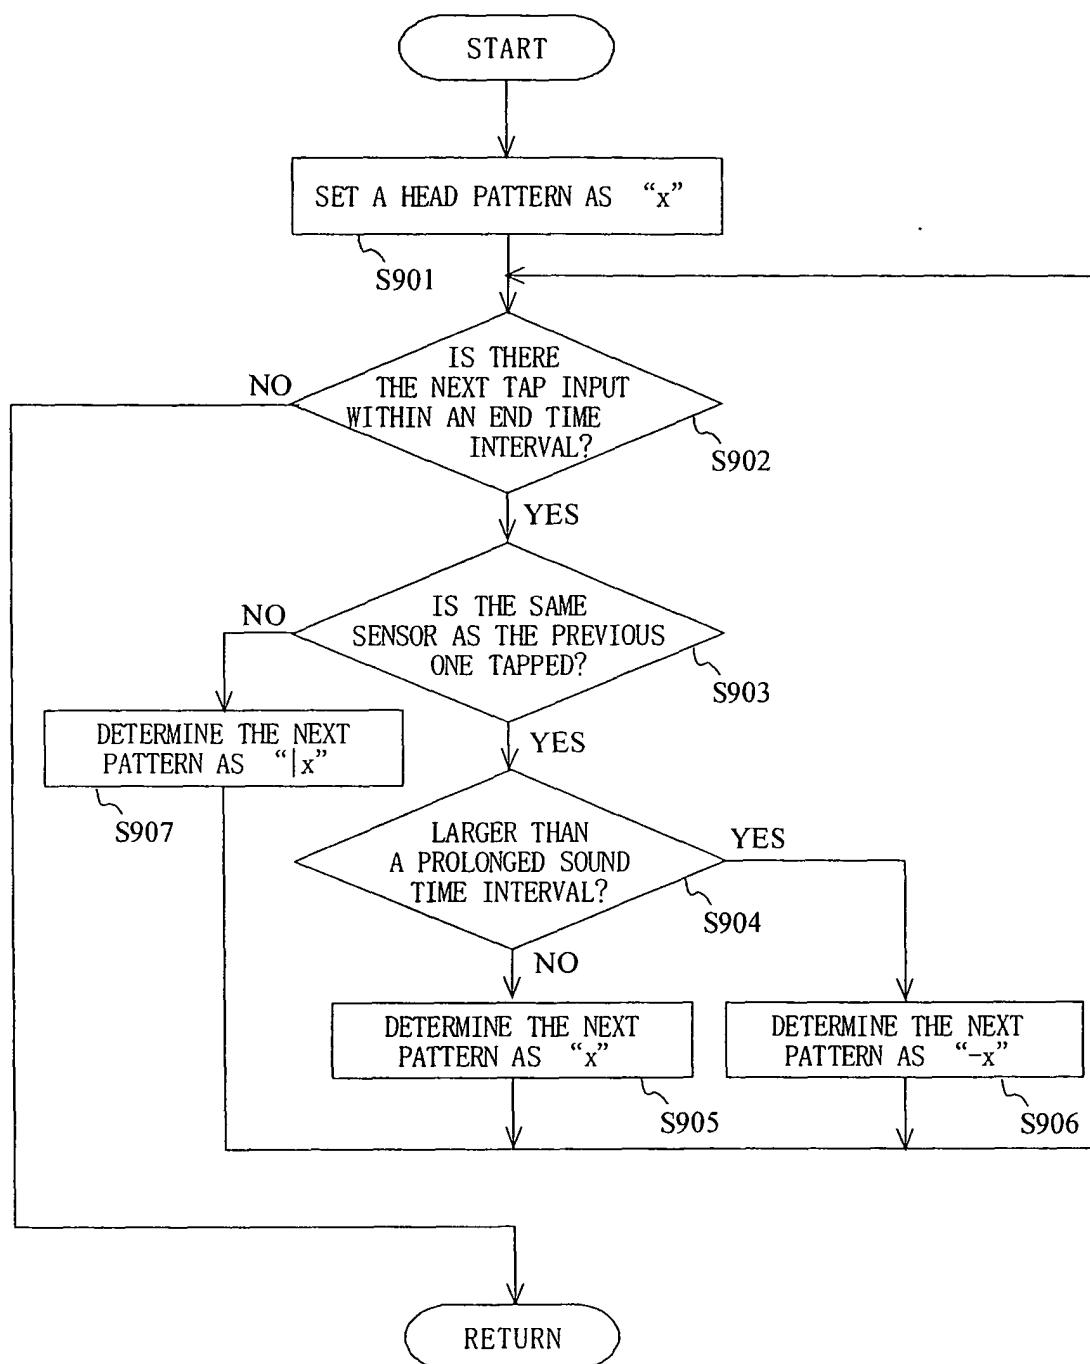 START
SET A HEAD PATTERN AS “x”
S901
IS THERE
THE NEXT TAP INPUT
WITHIN AN END TIME
INTERVAL?
NO
S902
YES
IS THE SAME
SENSOR AS THE PREVIOUS
ONE TAPPED?
NO
S903
YES
DETERMINE THE NEXT
PATTERN AS “|x”
S907
LARGER THAN
A PROLONGED SOUND
TIME INTERVAL?
YES
S904
NO
DETERMINE THE NEXT
PATTERN AS “x”
S905
DETERMINE THE NEXT
PATTERN AS “-x”
S906
RETURN